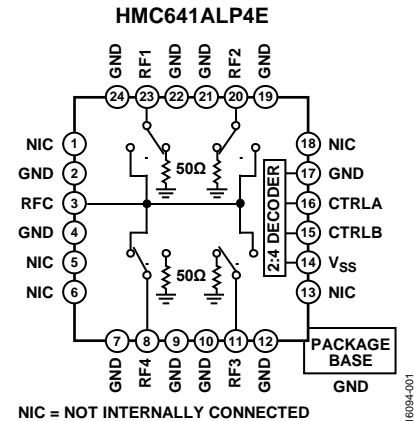 HMC641ALP4E
GND
RF1
GND
GND
RF2
GND
24
23
22
21
20
19
NIC 1
GND 2
RFC 3
GND 4
NIC 5
NIC 6
18 NIC
17 GND
16 CTRLA
15 CTRLB
14 VSS
13 NIC
2:4 DECODER
50Ω
50Ω
7
8
9
10
11
12
GND
RF4
GND
GND
RF3
GND
PACKAGE
BASE
GND
NIC = NOT INTERNALLY CONNECTED
16094-001